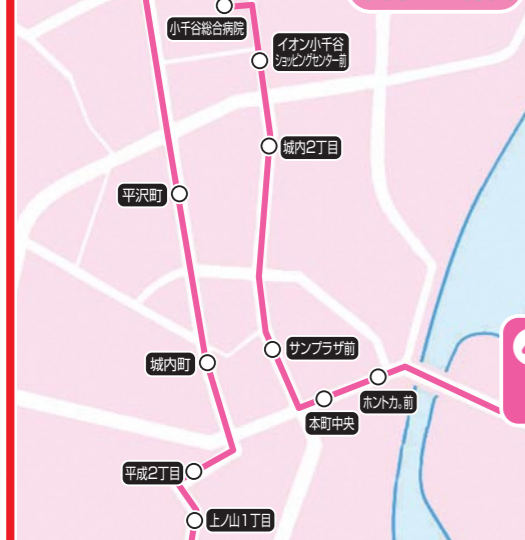 小千谷総合病院
イオン小千谷
ショッピングセンター前
城内2丁目
平沢町
サンプラザ前
城内町
ホントカ。前
本町中央
平成2丁目
上ノ山1丁目